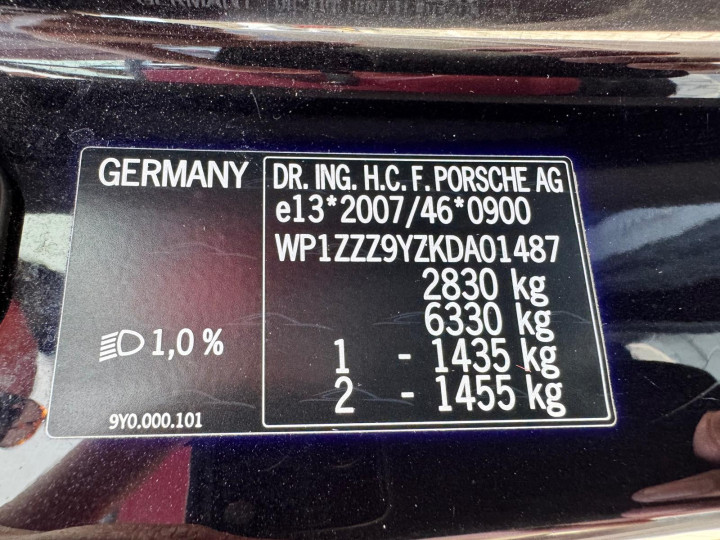 GERMANY
DR. ING. H.C. F. PORSCHE AG
e13*2007/46*0900
WP1ZZZ9YZKDA01487
2830 kg
6330 kg
1 - 1435 kg
2 - 1455 kg
1,0 %
9Y0.000.101